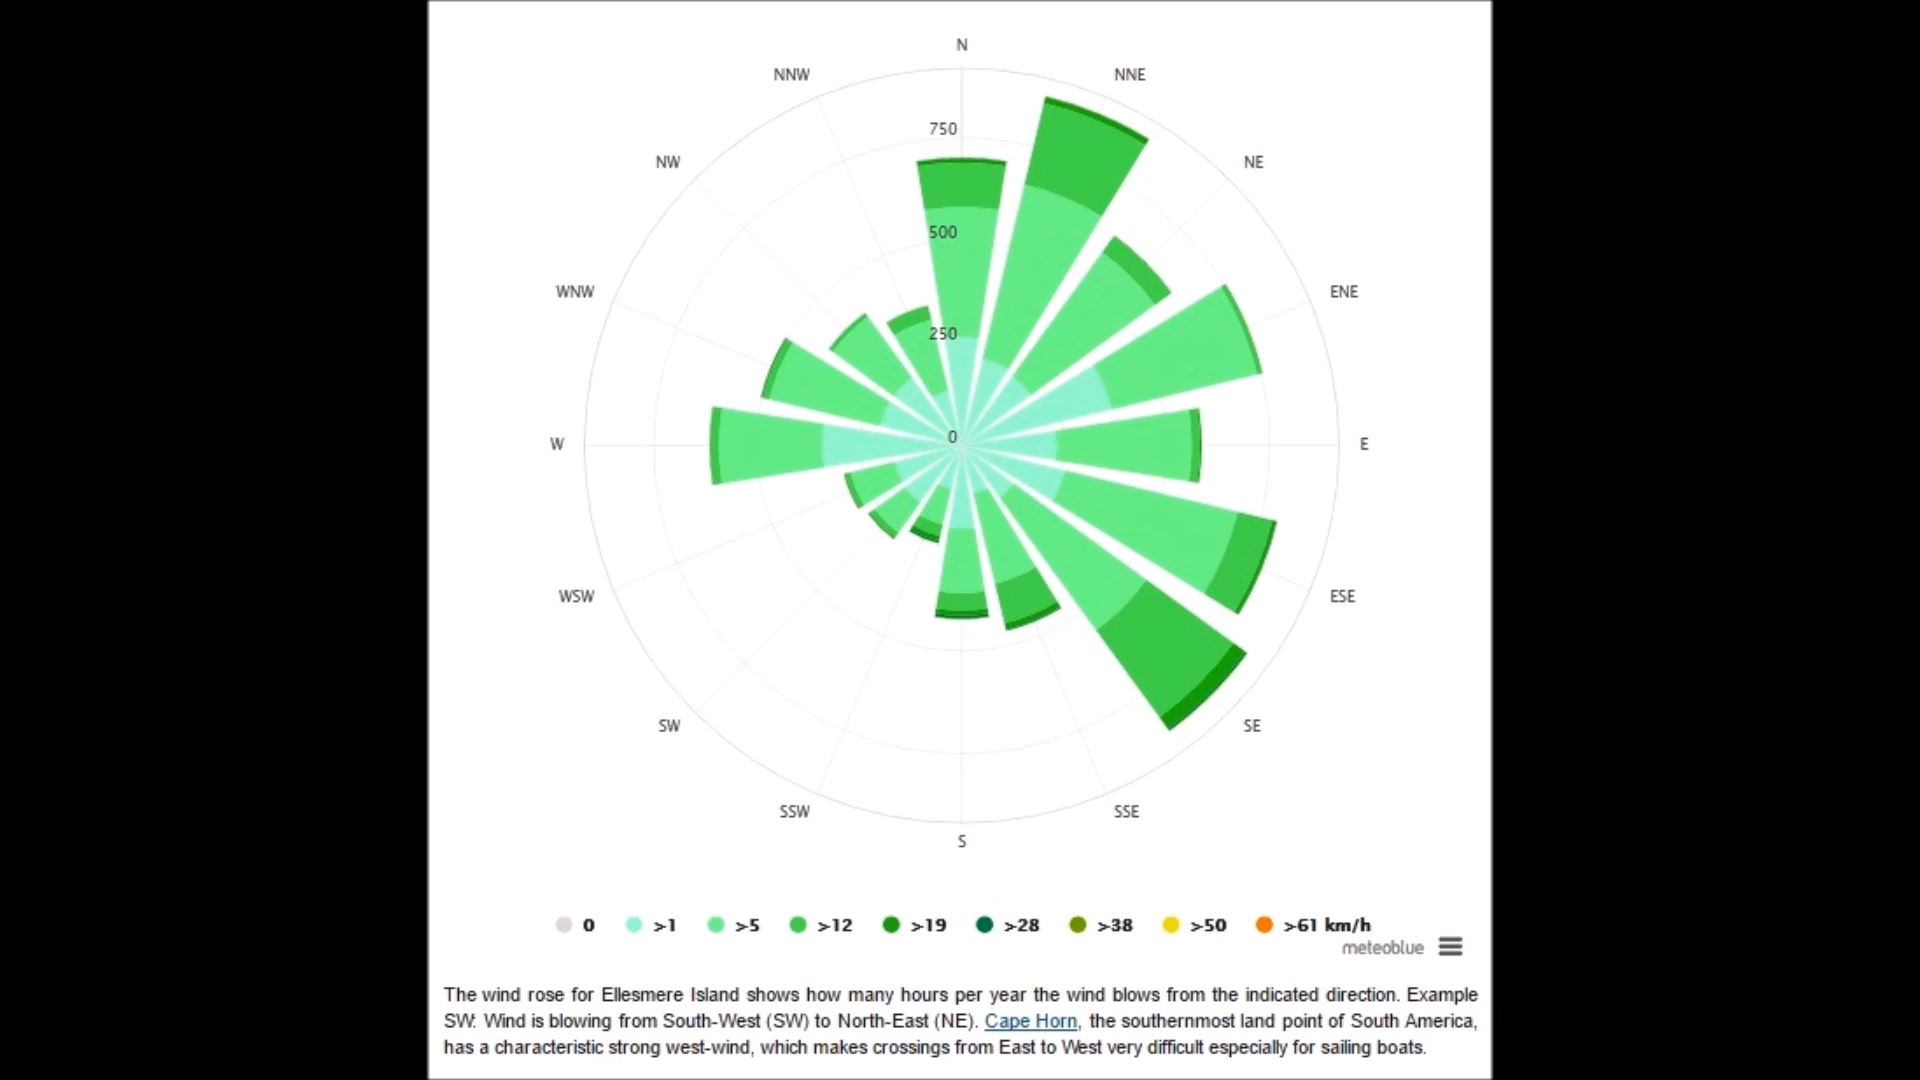 N
NNW
NNE
750
NW
NE
500
WNW
ENE
250
0
W
E
WSW
ESE
SW
SE
SSW
SSE
S
0 >1 >5 >12 >19 >28 >38 >50 >61 km/h
meteoblue
The wind rose for Ellesmere Island shows how many hours per year the wind blows from the indicated direction. Example
SW: Wind is blowing from South-West (SW) to North-East (NE). Cape Horn, the southernmost land point of South America,
has a characteristic strong west-wind, which makes crossings from East to West very difficult especially for sailing boats.